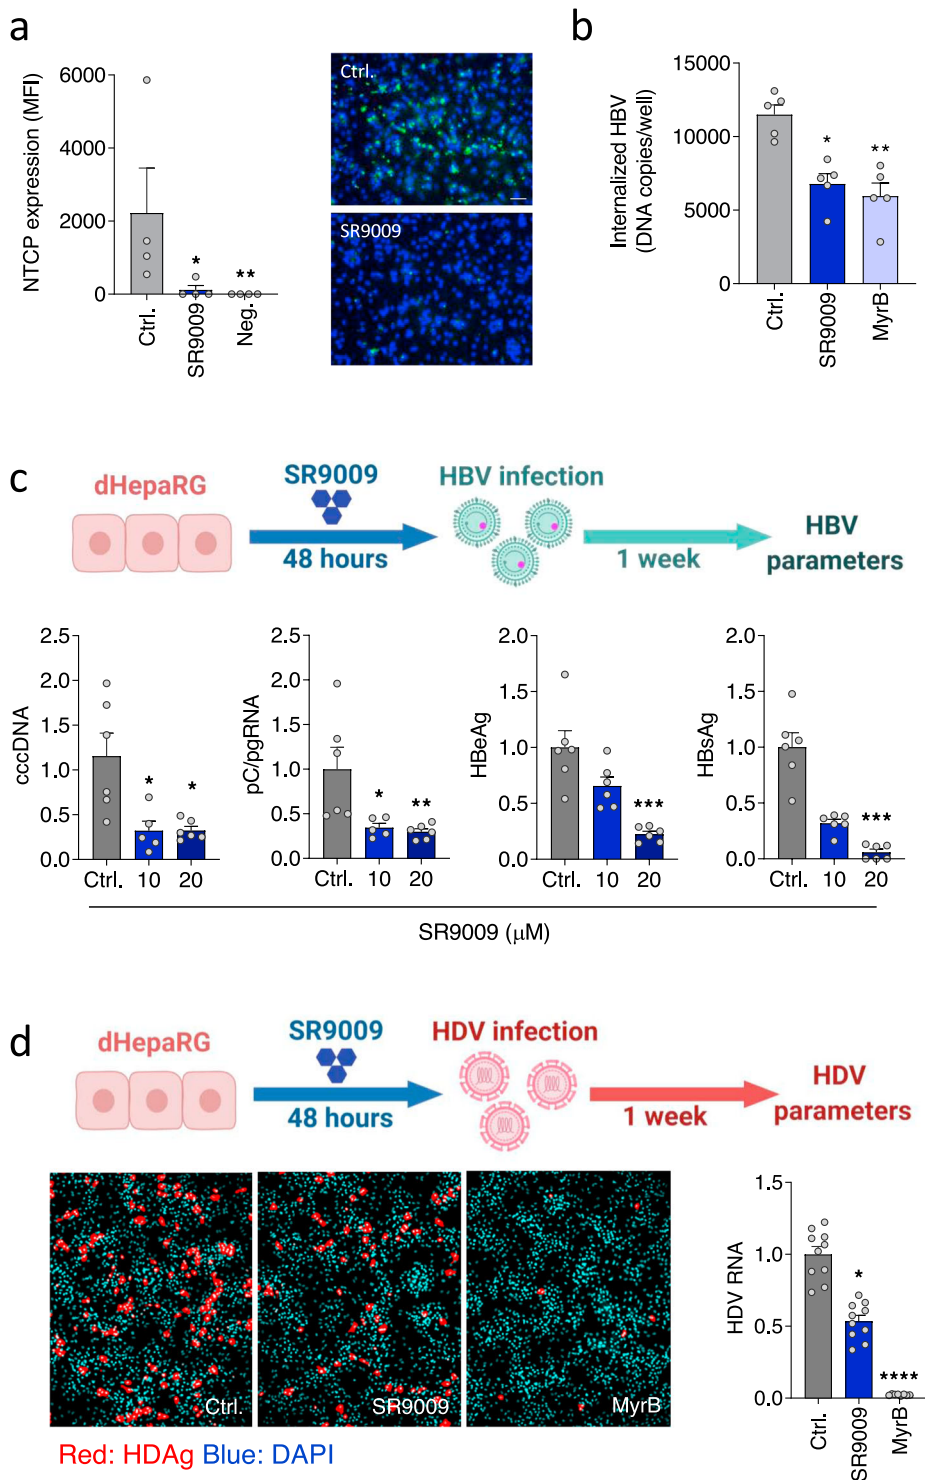 a
NTCP expression (MFI)
6000
4000
2000
0
Ctrl.
SR9009
Neg.
*
**
Ctrl.
SR9009
b
Internalized HBV
(DNA copies/well)
15000
10000
5000
0
*
**
Ctrl.
SR9009
MyrB
c
dHepaRG
SR9009
48 hours
HBV infection
1 week
HBV
parameters
cccDNA
2.5
2.0
1.5
1.0
0.5
0.0
*
*
Ctrl.
10
20
pC/pgRNA
2.5
2.0
1.5
1.0
0.5
0.0
*
**
Ctrl.
10
20
HBeAg
2.0
1.5
1.0
0.5
0.0
***
Ctrl.
10
20
HBsAg
2.0
1.5
1.0
0.5
0.0
***
Ctrl.
10
20
SR9009 (μM)
d
dHepaRG
SR9009
48 hours
HDV infection
1 week
HDV
parameters
Ctrl.
SR9009
MyrB
Red: HDAg Blue: DAPI
HDV RNA
1.5
1.0
0.5
0.0
*
****
Ctrl.
SR9009
MyrB